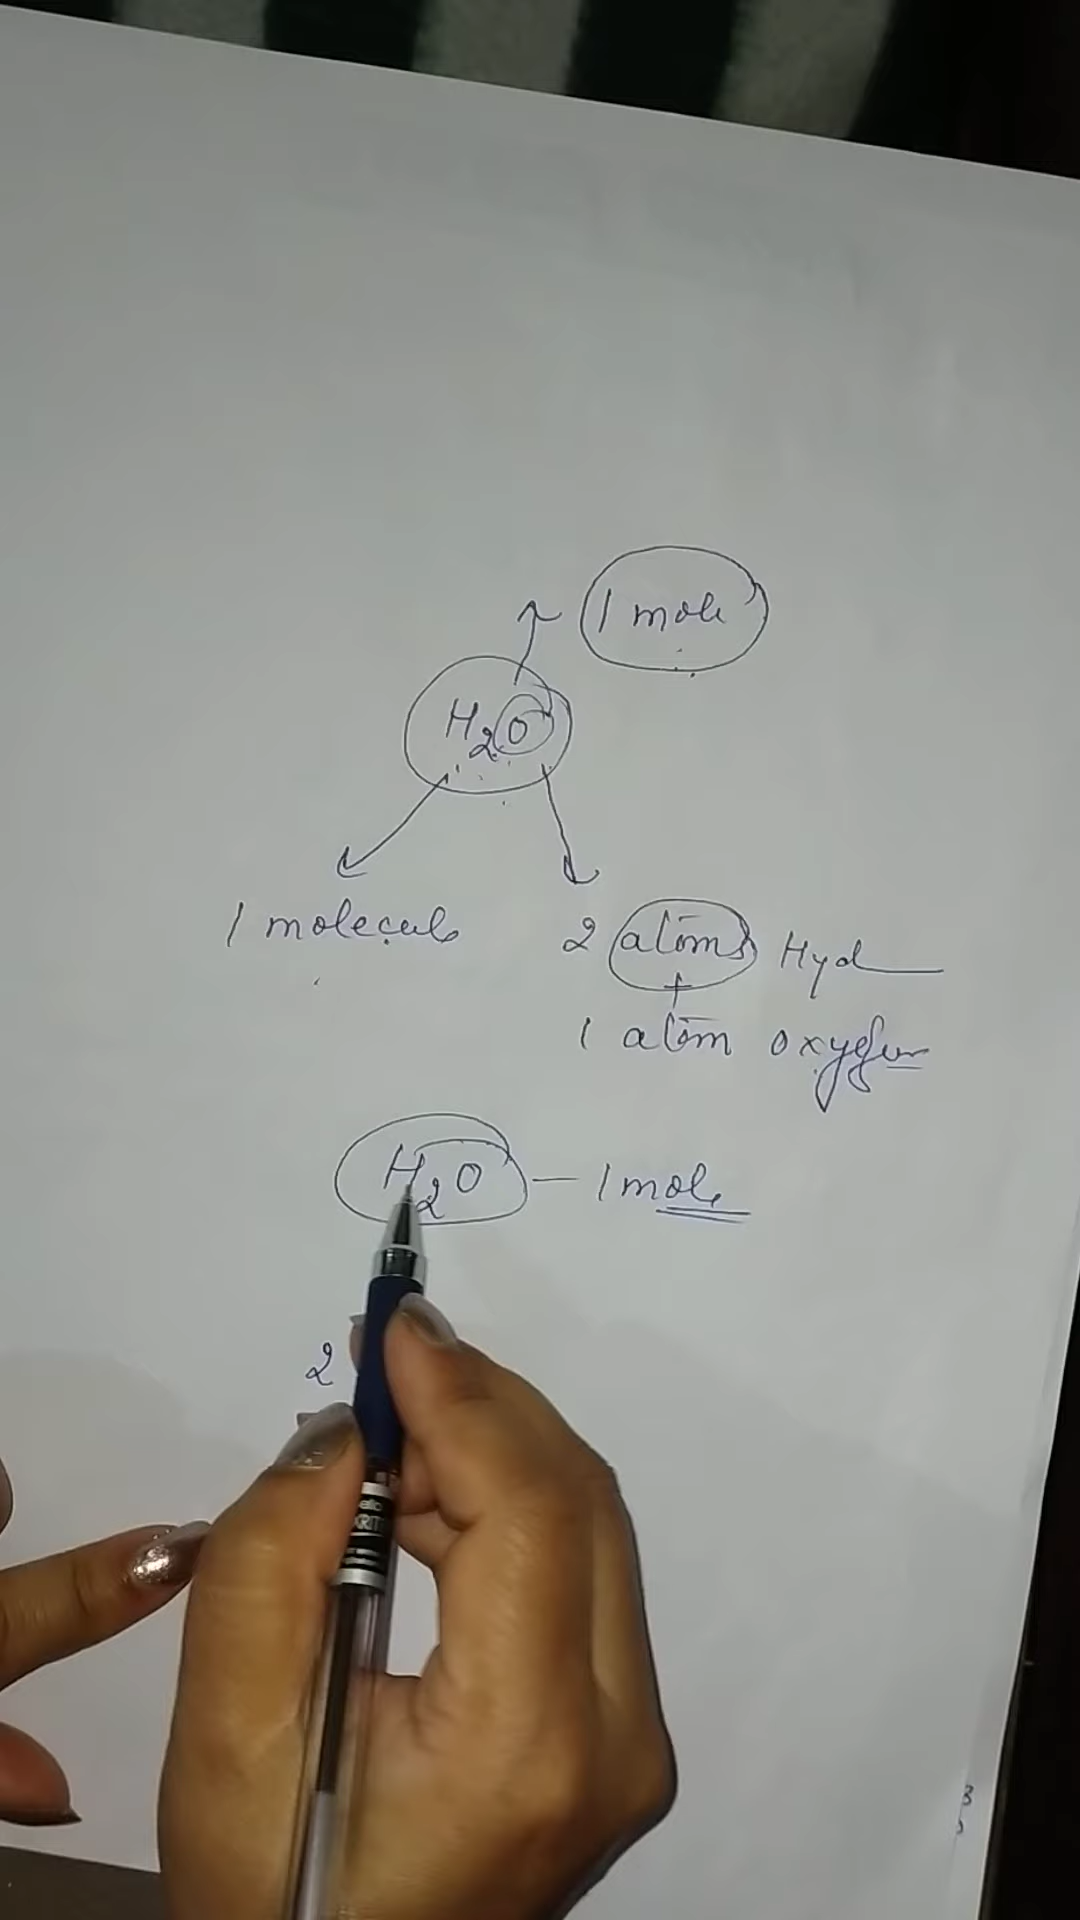 1 mole
H2O
1 molecule
2 atoms Hyd
+
1 atom oxygen
H2O — 1 mole
2